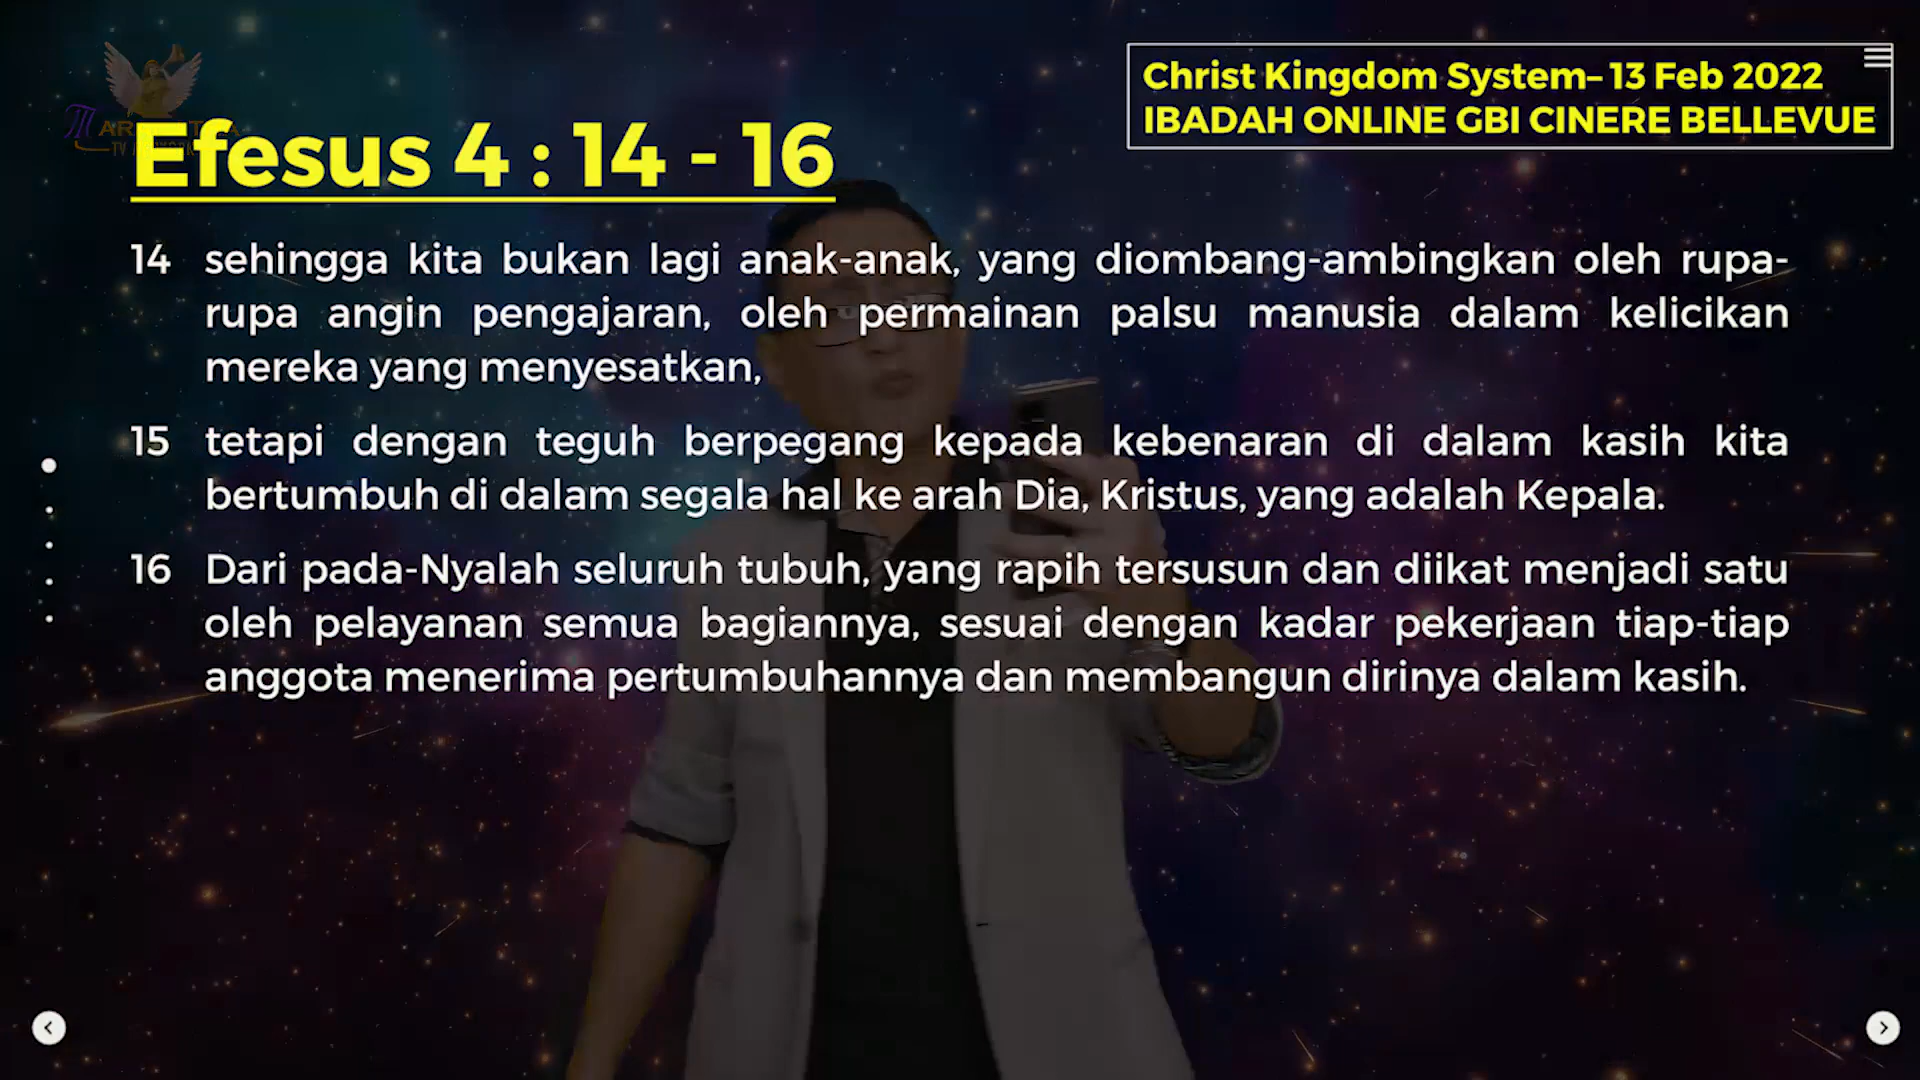 Christ Kingdom System– 13 Feb 2022
IBADAH ONLINE GBI CINERE BELLEVUE
Efesus 4 : 14 - 16
14 sehingga kita bukan lagi anak-anak, yang diombang-ambingkan oleh rupa-
rupa angin pengajaran, oleh permainan palsu manusia dalam kelicikan
mereka yang menyesatkan,
15 tetapi dengan teguh berpegang kepada kebenaran di dalam kasih kita
bertumbuh di dalam segala hal ke arah Dia, Kristus, yang adalah Kepala.
16 Dari pada-Nyalah seluruh tubuh, yang rapih tersusun dan diikat menjadi satu
oleh pelayanan semua bagiannya, sesuai dengan kadar pekerjaan tiap-tiap
anggota menerima pertumbuhannya dan membangun dirinya dalam kasih.